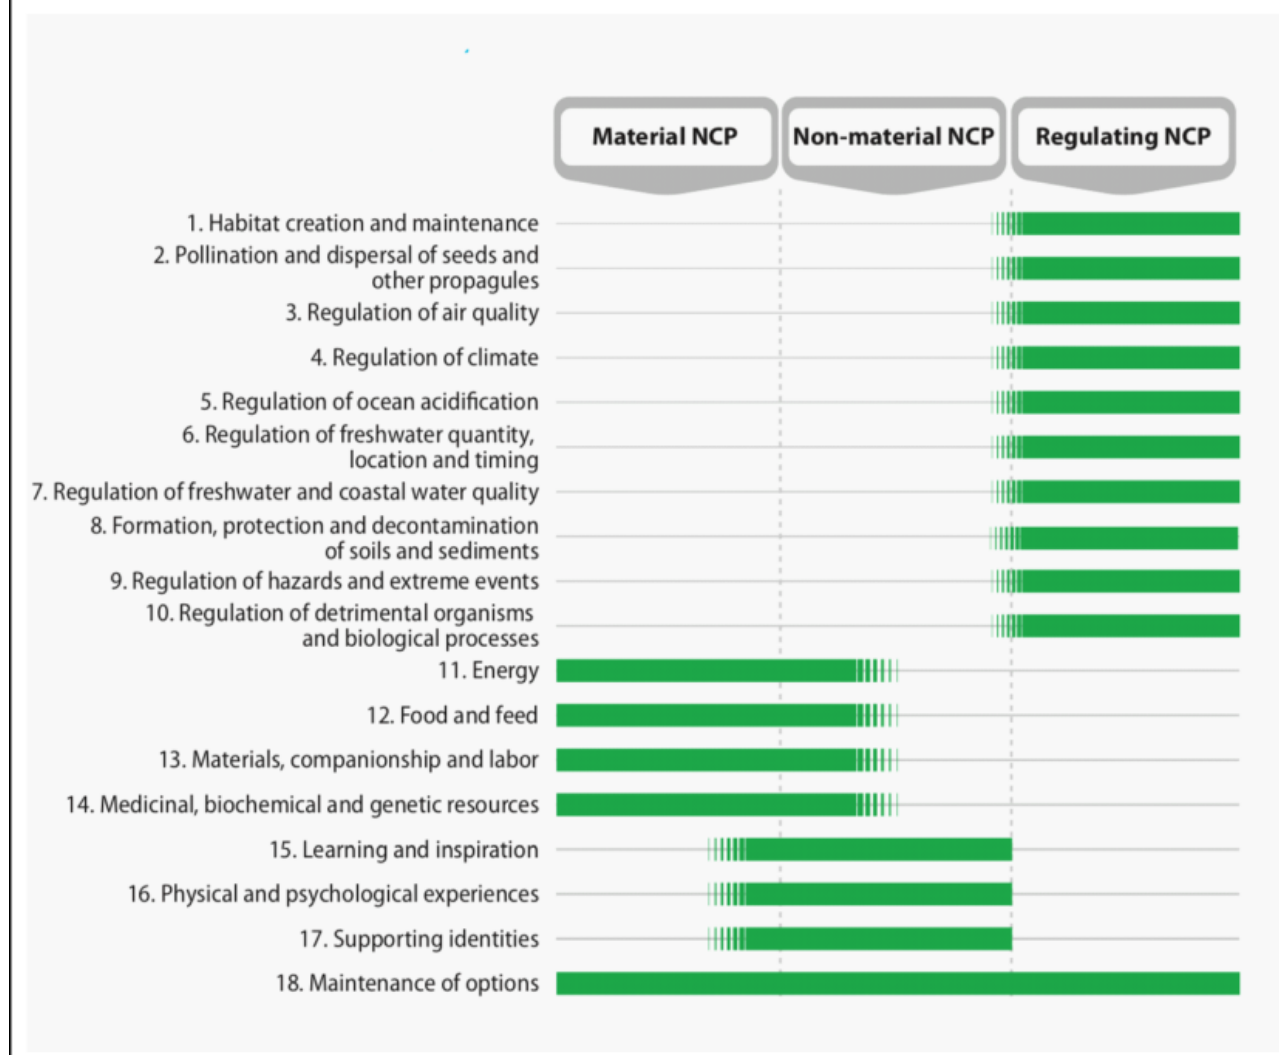 Material NCP
Non-material NCP
Regulating NCP
1. Habitat creation and maintenance
2. Pollination and dispersal of seeds and
other propagules
3. Regulation of air quality
4. Regulation of climate
5. Regulation of ocean acidification
6. Regulation of freshwater quantity,
location and timing
7. Regulation of freshwater and coastal water quality
8. Formation, protection and decontamination
of soils and sediments
9. Regulation of hazards and extreme events
10. Regulation of detrimental organisms
and biological processes
11. Energy
12. Food and feed
13. Materials, companionship and labor
14. Medicinal, biochemical and genetic resources
15. Learning and inspiration
16. Physical and psychological experiences
17. Supporting identities
18. Maintenance of options